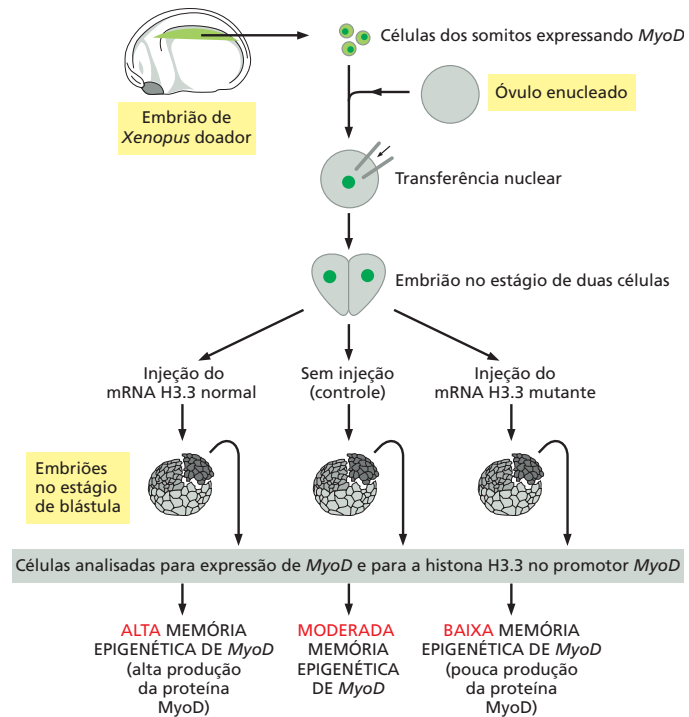 Células dos somitos expressando MyoD
Óvulo enucleado
Embrião de
Xenopus doador
Transferência nuclear
Embrião no estágio de duas células
Injeção do
mRNA H3.3 normal
Sem injeção
(controle)
Injeção do
mRNA H3.3 mutante
Embriões
no estágio
de blástula
Células analisadas para expressão de MyoD e para a histona H3.3 no promotor MyoD
ALTA MEMÓRIA
EPIGENÉTICA DE MyoD
(alta produção
da proteína
MyoD)
MODERADA
MEMÓRIA
EPIGENÉTICA
DE MyoD
BAIXA MEMÓRIA
EPIGENÉTICA DE MyoD
(pouca produção
da proteína
MyoD)